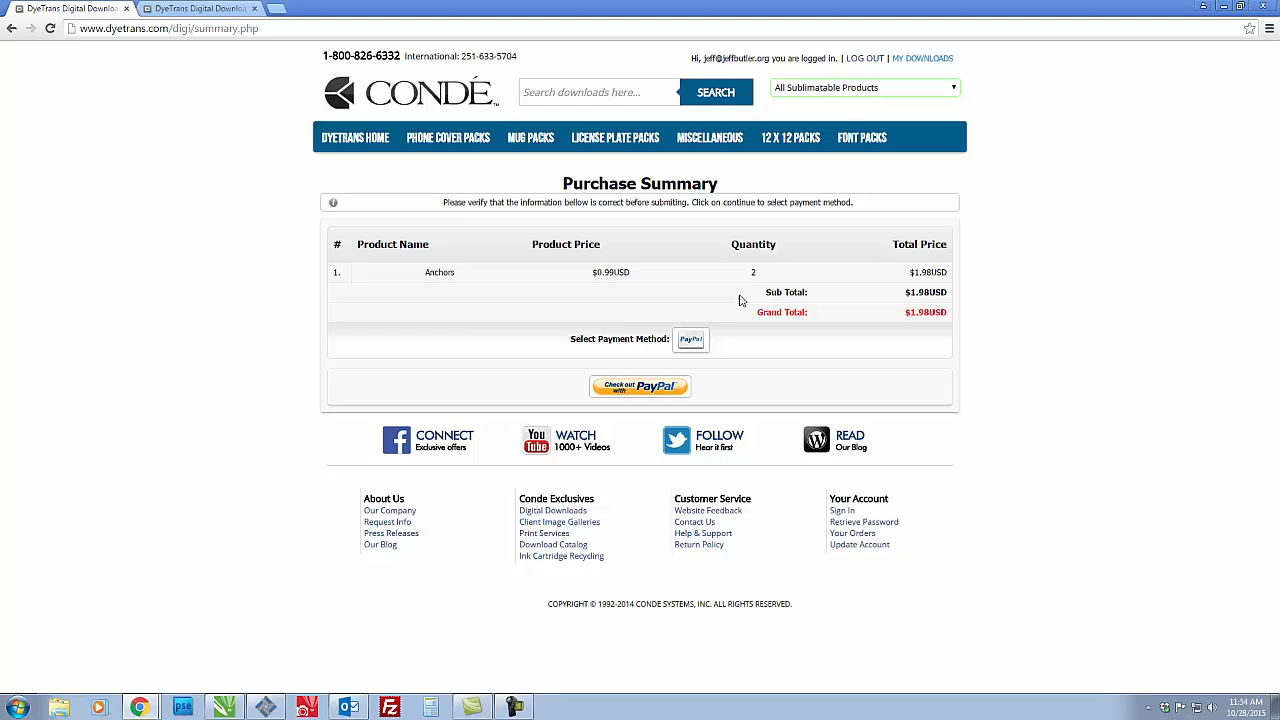 DyeTrans Digital Downloa
DyeTrans Digital Downloa
www.dyetrans.com/digi/summary.php
1-800-826-6332 International: 251-633-5704
Hi, jeff@jeffbutler.org you are logged in. | LOG OUT | MY DOWNLOADS
CONDÉ
Search downloads here...
SEARCH
All Sublimatable Products
DYETRANS HOME PHONE COVER PACKS MUG PACKS LICENSE PLATE PACKS MISCELLANEOUS 12 X 12 PACKS FONT PACKS
Purchase Summary
Please verify that the information bellow is correct before submiting. Click on continue to select payment method.
# Product Name Product Price Quantity Total Price
1. Anchors $0.99USD 2 $1.98USD
Sub Total: $1.98USD
Grand Total: $1.98USD
Select Payment Method: PayPal
Check out with PayPal
CONNECT
Exclusive offers
You Tube
WATCH
1000+ Videos
FOLLOW
Hear it first
READ
Our Blog
About Us
Our Company
Request Info
Press Releases
Our Blog
Conde Exclusives
Digital Downloads
Client Image Galleries
Print Services
Download Catalog
Ink Cartridge Recycling
Customer Service
Website Feedback
Contact Us
Help & Support
Return Policy
Your Account
Sign In
Retrieve Password
Your Orders
Update Account
COPYRIGHT © 1992-2014 CONDE SYSTEMS, INC. ALL RIGHTS RESERVED.
pse
11:54 AM
10/28/2015